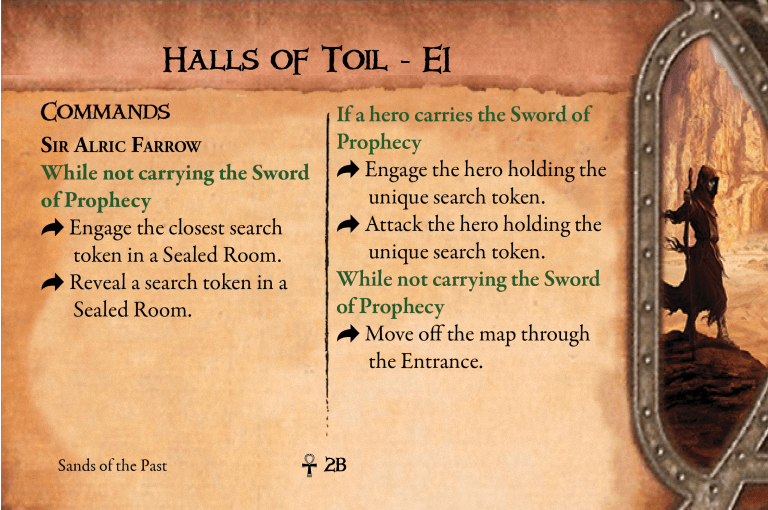 Halls of Toil - E1
Commands
Sir Alric Farrow
While not carrying the Sword
of Prophecy
Engage the closest search
token in a Sealed Room.
Reveal a search token in a
Sealed Room.
If a hero carries the Sword of
Prophecy
Engage the hero holding the
unique search token.
Attack the hero holding the
unique search token.
While not carrying the Sword
of Prophecy
Move off the map through
the Entrance.
Sands of the Past
2B